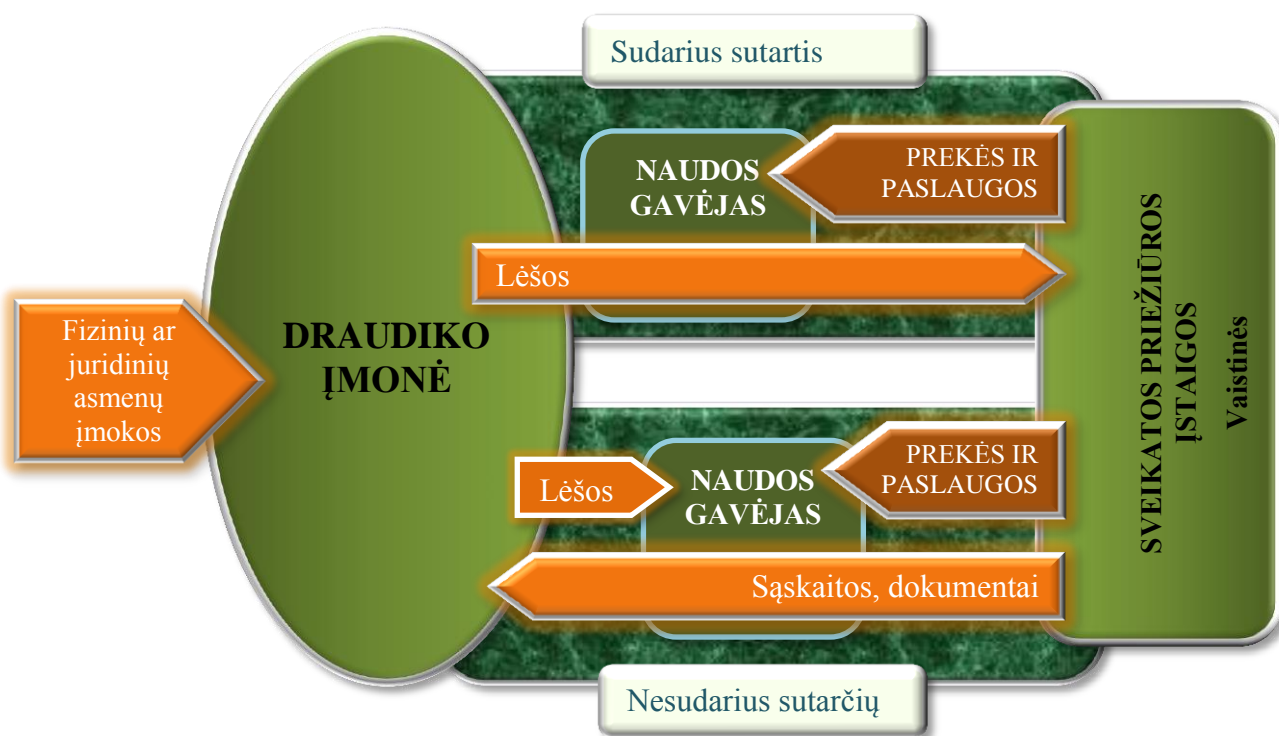 Sudarius sutartis
NAUDOS
GAVĖJAS
PREKĖS IR
PASLAUGOS
Lėšos
Fizinių ar
juridinių
asmenų
įmokos
DRAUDIKO
ĮMONĖ
SVEIKATOS PRIEŽIŪROS
ĮSTAIGOS
Vaistinės
Lėšos
NAUDOS
GAVĖJAS
PREKĖS IR
PASLAUGOS
Sąskaitos, dokumentai
Nesudarius sutarčių